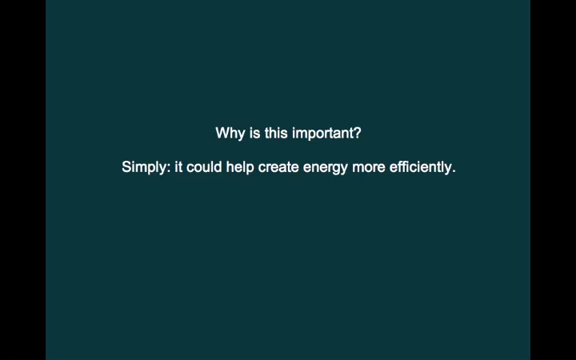 Why is this important?
Simply: it could help create energy more efficiently.